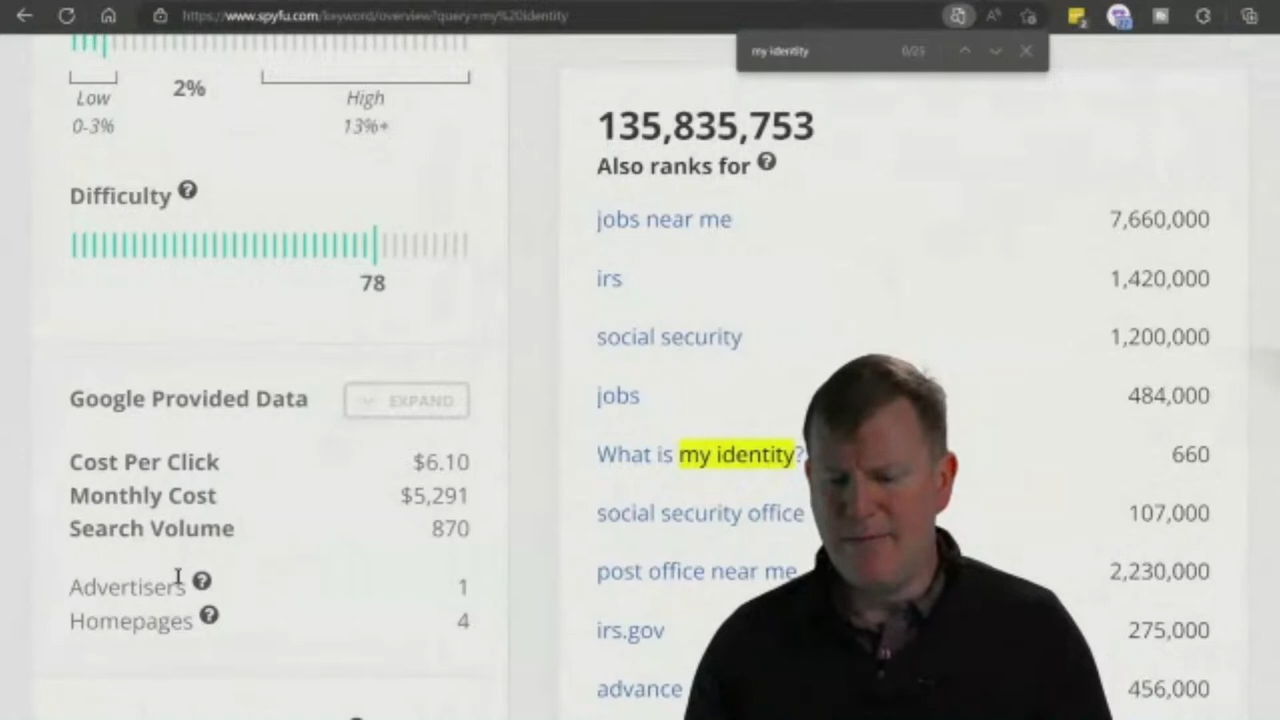 https://www.spyfu.com/keyword/overview?query=my%20identity
my identity 0/25
2%
Low
High
0-3%
13%+
Difficulty ?
78
Google Provided Data
EXPAND
Cost Per Click $6.10
Monthly Cost $5,291
Search Volume 870
Advertisers ? 1
Homepages ? 4
135,835,753
Also ranks for ?
jobs near me 7,660,000
irs 1,420,000
social security 1,200,000
jobs 484,000
What is my identity? 660
social security office 107,000
post office near me 2,230,000
irs.gov 275,000
advance 456,000